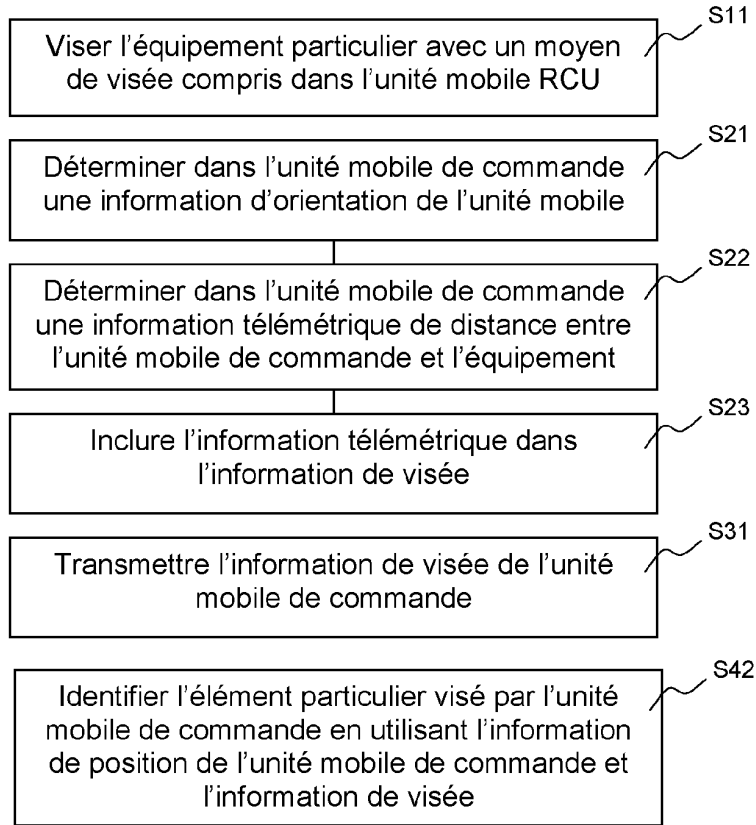 S11
Viser l'équipement particulier avec un moyen
de visée compris dans l'unité mobile RCU
S21
Déterminer dans l'unité mobile de commande
une information d'orientation de l'unité mobile
S22
Déterminer dans l'unité mobile de commande
une information télémétrique de distance entre
l'unité mobile de commande et l'équipement
S23
Inclure l'information télémétrique dans
l'information de visée
S31
Transmettre l'information de visée de l'unité
mobile de commande
S42
Identifier l'élément particulier visé par l'unité
mobile de commande en utilisant l'information
de position de l'unité mobile de commande et
l'information de visée